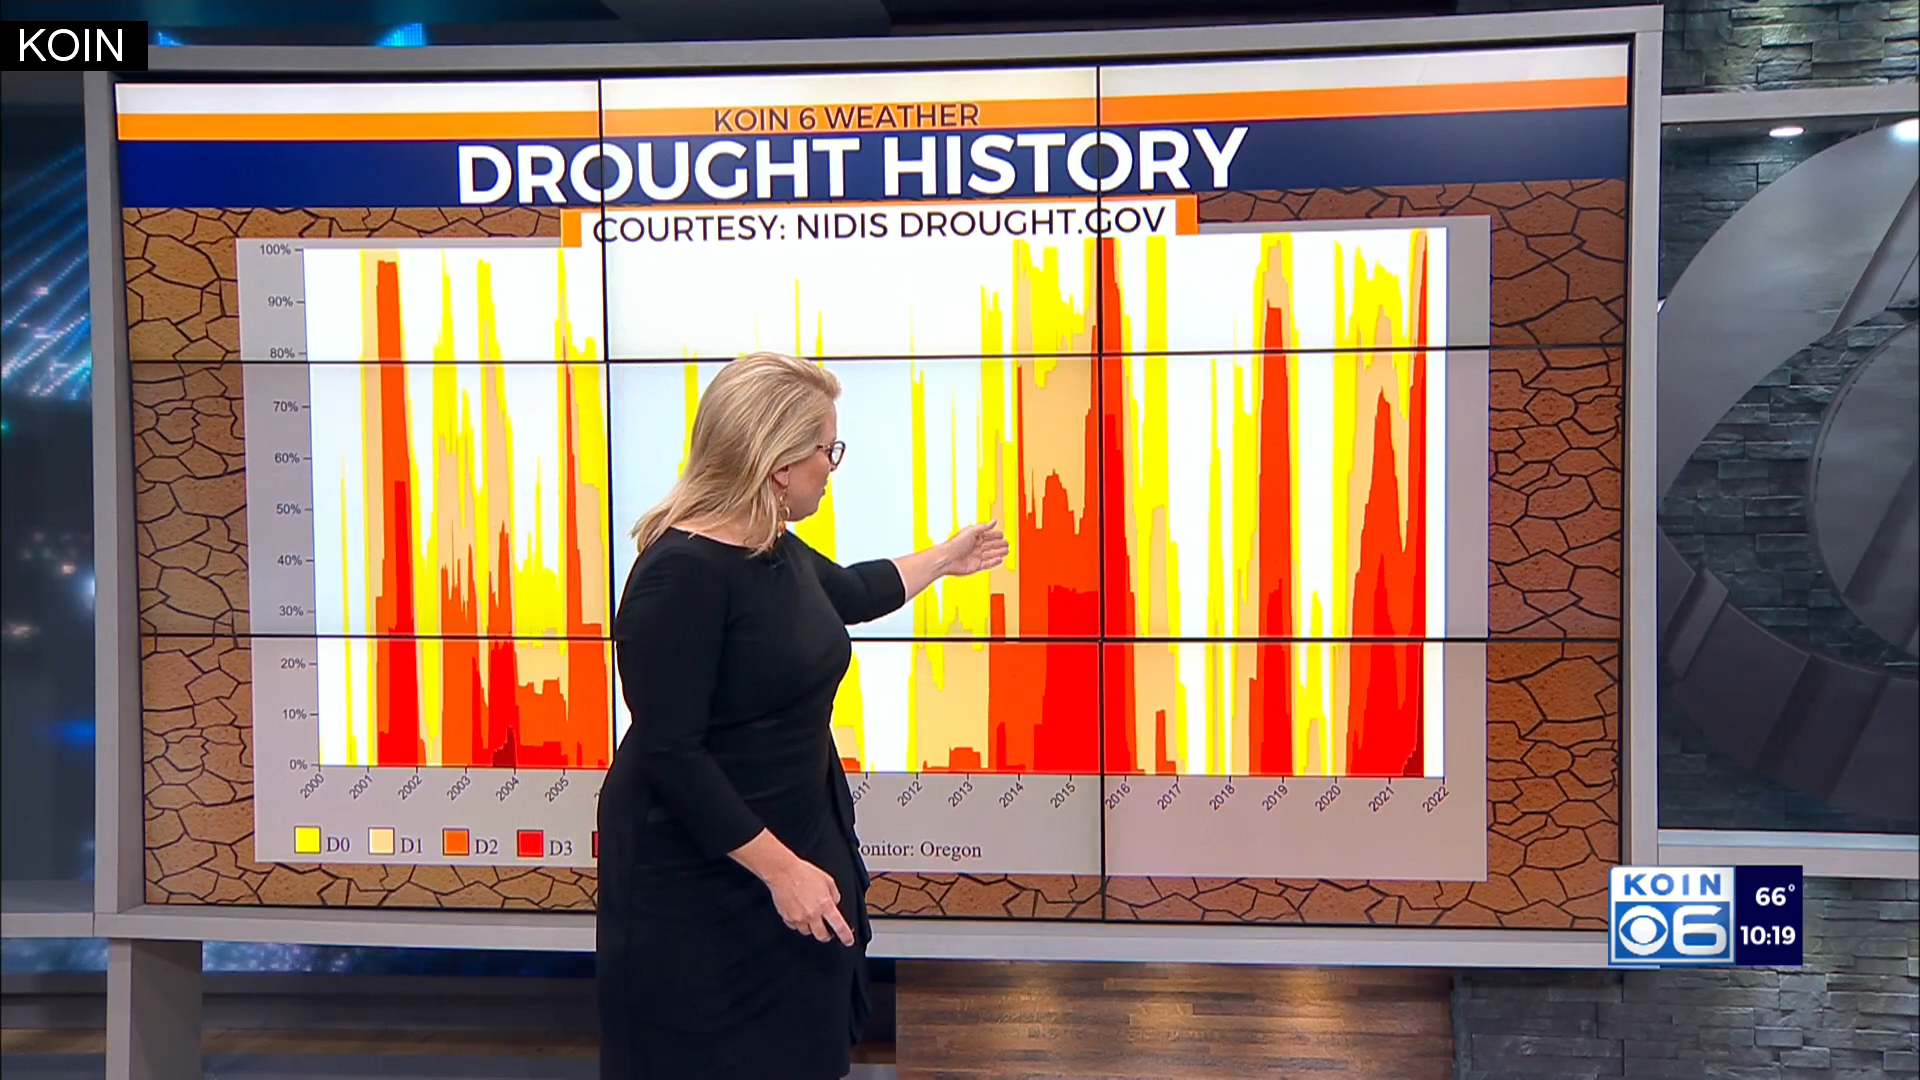 KOIN
KOIN 6 WEATHER
DROUGHT HISTORY
COURTESY: NIDIS DROUGHT.GOV
100%
90%
80%
70%
60%
50%
40%
30%
20%
10%
0%
2000 2001 2002 2003 2004 2005 2012 2013 2014 2015 2016 2017 2018 2019 2020 2021 2022
D0 D1 D2 D3 Oregon
KOIN 66°
6 10:19